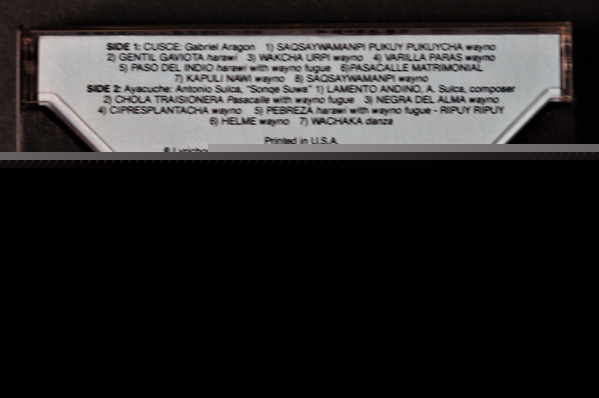 SIDE 1: CUSCE: Gabriel Aragon 1) SAQSAYWAMANPI PUKUY PUKUYCHA wayno
2) GENTIL GAVIOTA harawi 3) WAKCHA URPI wayno 4) VARILLA PARAS wayno
5) PASO DEL INDIO harawi with wayno fugue 6)PASACALLE MATRIMONIAL
7) KAPULI NAWI wayno 8) SAQSAYWAMANPI wayno
SIDE 2: Ayacuche: Antonio Sulca, "Sonqe Suwa" 1) LAMENTO ANDINO, A. Sulca, composer
2) CHOLA TRAISIONERA Pasacalle with wayno fugue 3) NEGRA DEL ALMA wayno
4) CIPRESPLANTACHA wayno 5) PEBREZA harawi with wayno fugue - RIPUY RIPUY
6) HELME wayno 7) WACHAKA danza
Printed in U.S.A.